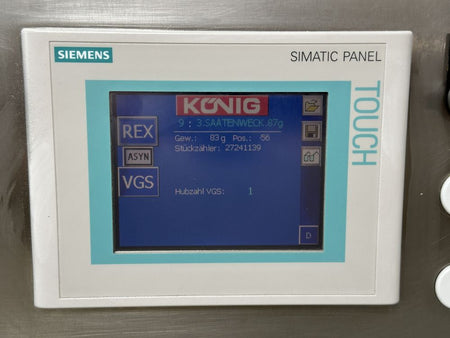 SIEMENS
SIMATIC PANEL
TOUCH
KÖNIG
9 : 3.SAATENWECK.87g
REX
Gew.: 83 g Pos.: 56
Stückzähler: 27241139
ASYN
VGS
Hubzahl VGS: 1
D